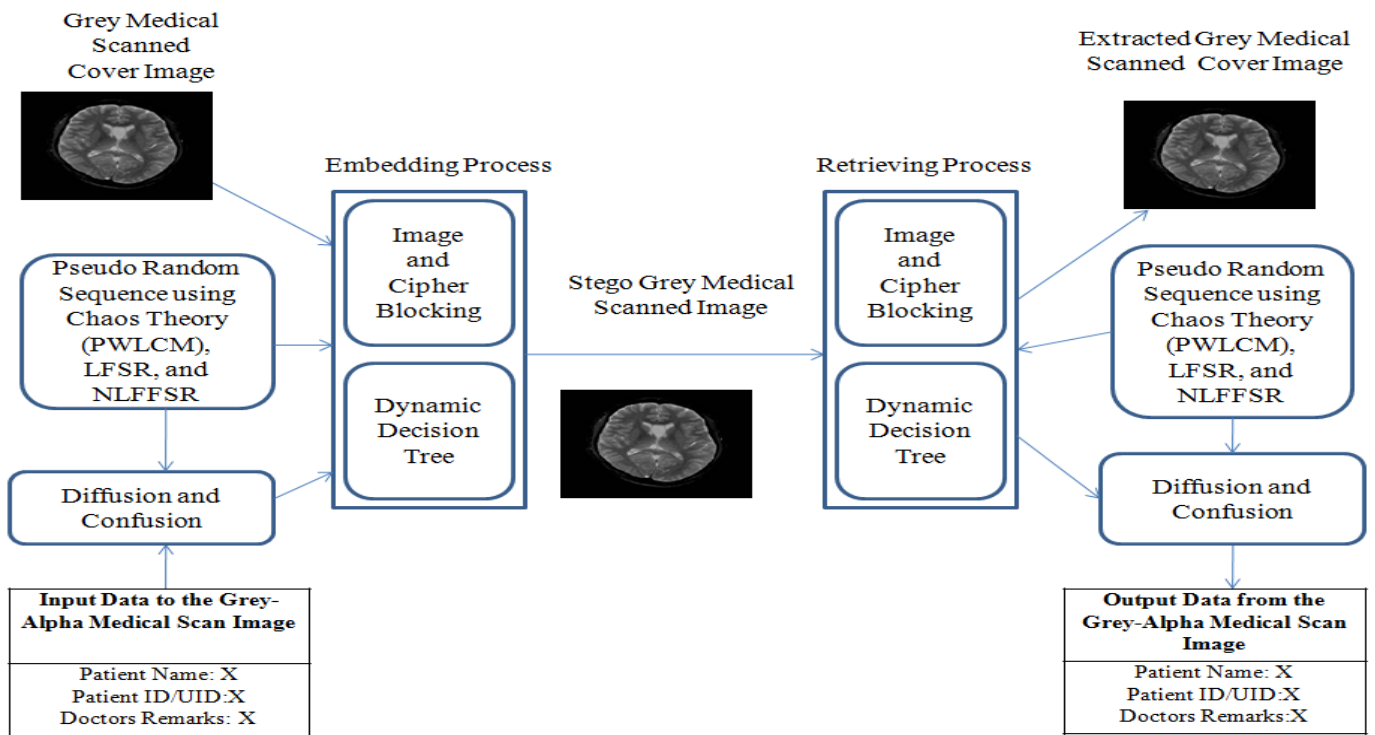 Grey Medical
Scanned
Cover Image
Extracted Grey Medical
Scanned Cover Image
Embedding Process
Retrieving Process
Image
and
Cipher
Blocking
Image
and
Cipher
Blocking
Pseudo Random
Sequence using
Chaos Theory
(PWLCM),
LFSR, and
NLFFSR
Stego Grey Medical
Scanned Image
Pseudo Random
Sequence using
Chaos Theory
(PWLCM),
LFSR, and
NLFFSR
Dynamic
Decision
Tree
Dynamic
Decision
Tree
Diffusion and
Confusion
Diffusion and
Confusion
Input Data to the Grey-
Alpha Medical Scan Image
Patient Name: X
Patient ID/UID:X
Doctors Remarks: X
Output Data from the
Grey-Alpha Medical Scan
Image
Patient Name: X
Patient ID/UID:X
Doctors Remarks:X